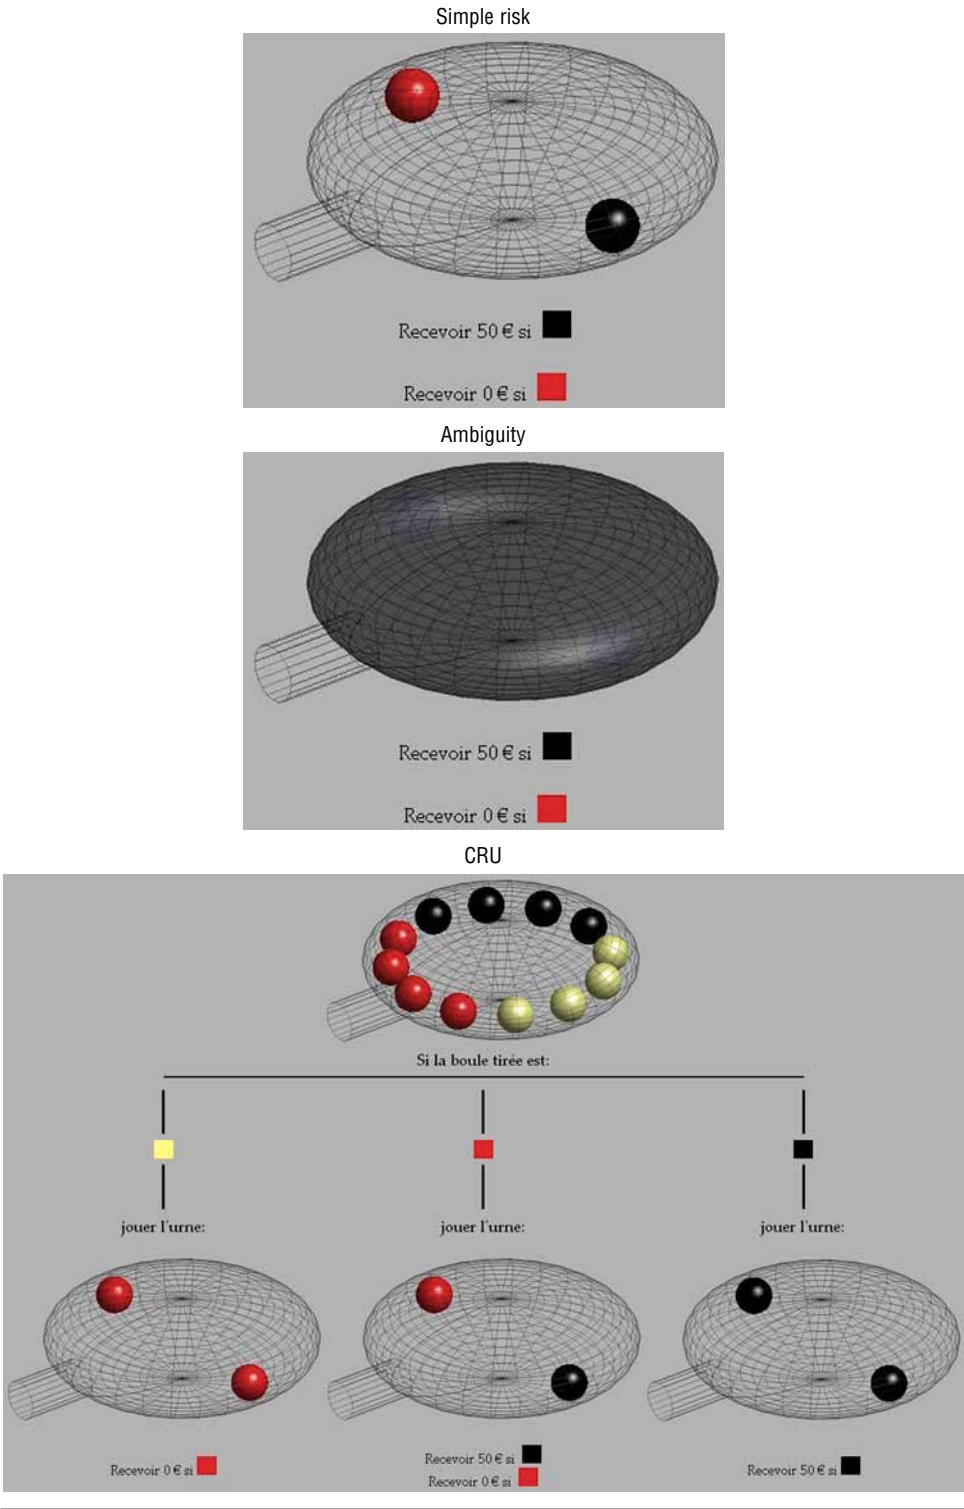 Simple risk
Recevoir 50 € si
Recevoir 0 € si
Ambiguity
Recevoir 50 € si
Recevoir 0 € si
CRU
Si la boule tirée est:
jouer l'urne:
jouer l'urne:
jouer l'urne:
Recevoir 0 € si
Recevoir 50 € si
Recevoir 0 € si
Recevoir 50 € si